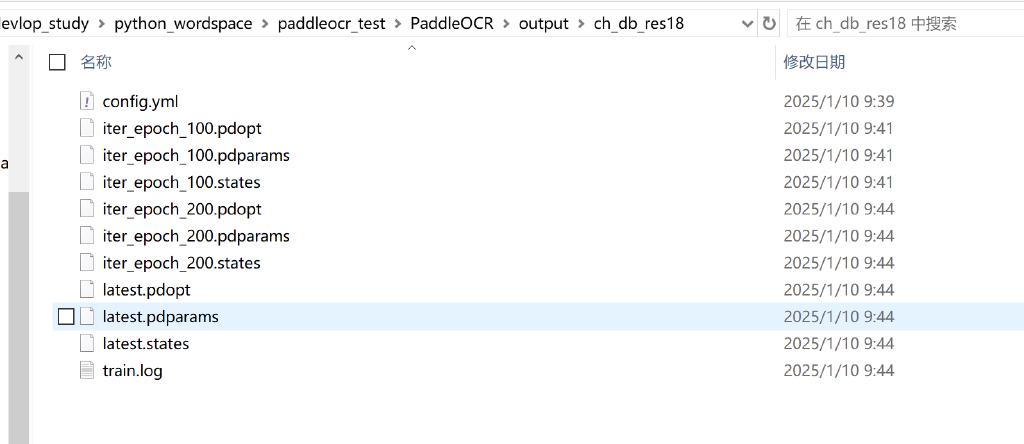 levlop_study › python_wordspace › paddleocr_test › PaddleOCR › output › ch_db_res18
在 ch_db_res18 中搜索
名称 修改日期
config.yml 2025/1/10 9:39
iter_epoch_100.pdopt 2025/1/10 9:41
iter_epoch_100.pdparams 2025/1/10 9:41
iter_epoch_100.states 2025/1/10 9:41
iter_epoch_200.pdopt 2025/1/10 9:44
iter_epoch_200.pdparams 2025/1/10 9:44
iter_epoch_200.states 2025/1/10 9:44
latest.pdopt 2025/1/10 9:44
latest.pdparams 2025/1/10 9:44
latest.states 2025/1/10 9:44
train.log 2025/1/10 9:44
a